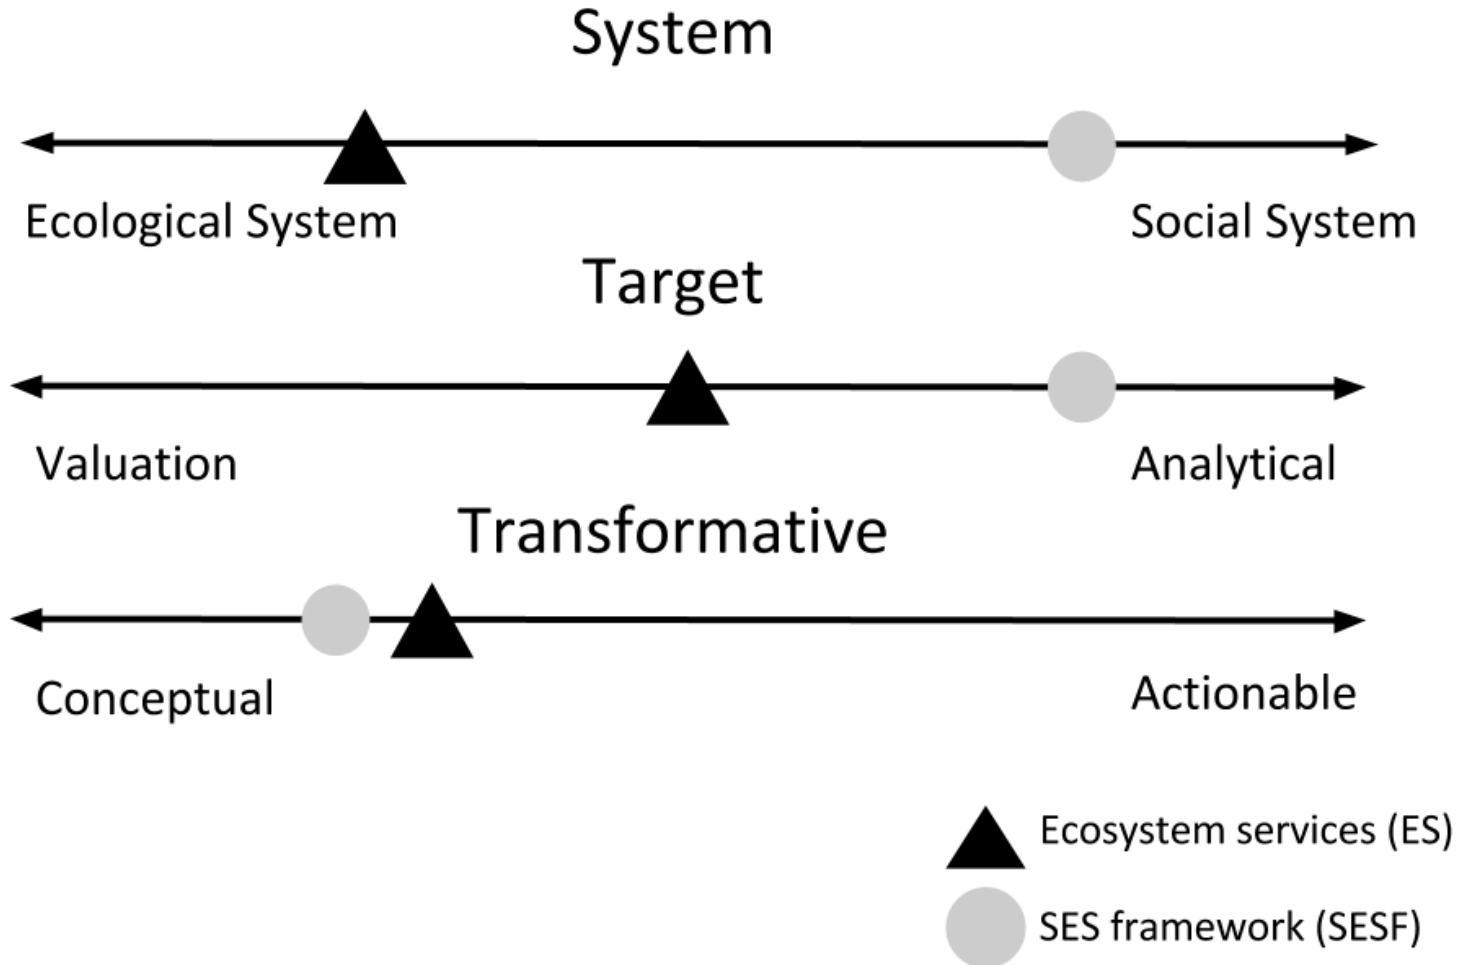 System
Ecological System
Social System
Target
Valuation
Analytical
Transformative
Conceptual
Actionable
Ecosystem services (ES)
SES framework (SESF)